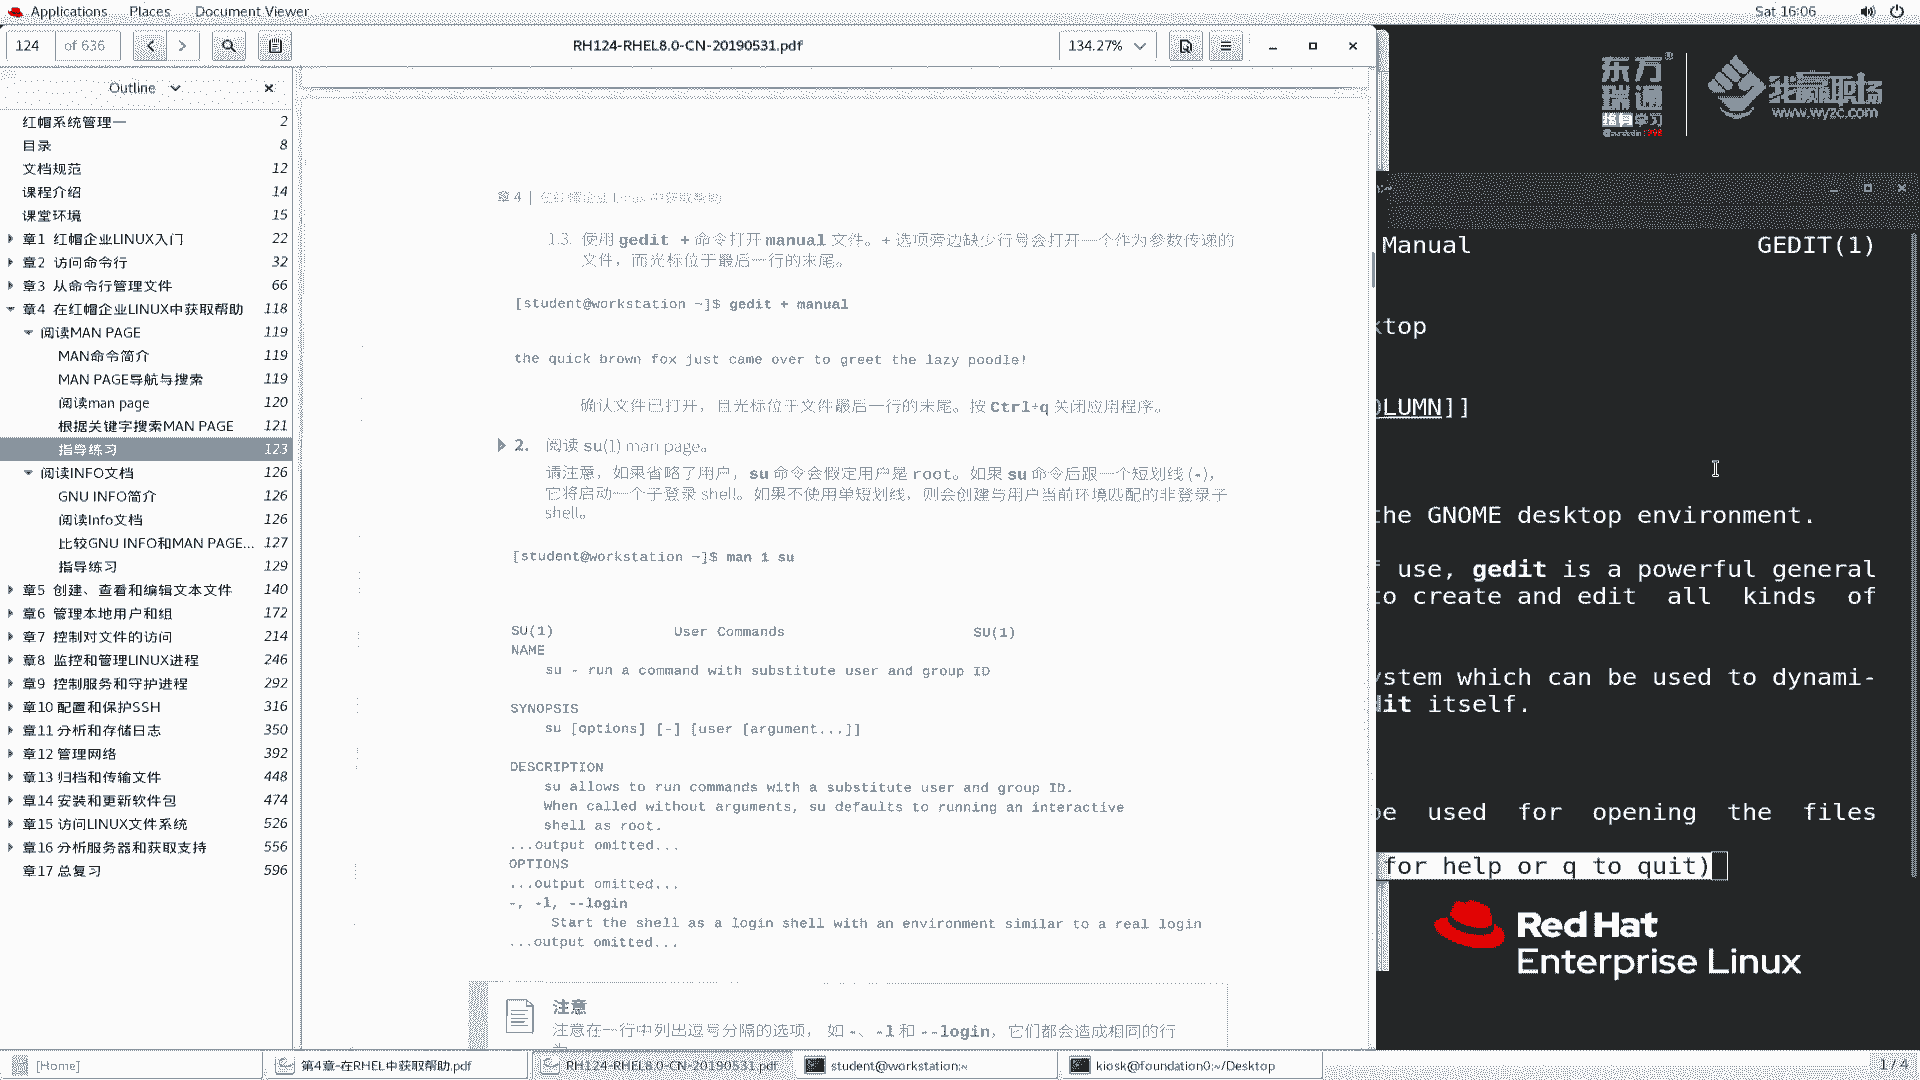 Applications Places Document Viewer Sat 16:06
124 of 636 RH124-RHEL8.0-CN-20190531.pdf 134.27%
Outline
红帽系统管理一 2
目录 8
文档规范 12
课程介绍 14
课堂环境 15
章1 红帽企业LINUX入门 22
章2 访问命令行 32
章3 从命令行管理文件 66
章4 在红帽企业LINUX中获取帮助 118
阅读MAN PAGE 119
MAN命令简介 119
MAN PAGE导航与搜索 119
阅读man page 120
根据关键字搜索MAN PAGE 121
指导练习 123
阅读INFO文档 126
GNU INFO简介 126
阅读Info文档 126
比较GNU INFO和MAN PAGE... 127
指导练习 129
章5 创建、查看和编辑文本文件 140
章6 管理本地用户和组 172
章7 控制对文件的访问 214
章8 监控和管理LINUX进程 246
章9 控制服务和守护进程 292
章10 配置和保护SSH 316
章11 分析和存储日志 350
章12 管理网络 392
章13 归档和传输文件 448
章14 安装和更新软件包 474
章15 访问LINUX文件系统 526
章16 分析服务器和获取支持 556
章17 总复习 596
章 4 | 在红帽企业 Linux 中获取帮助
1.3. 使用 gedit + 命令打开 manual 文件。+ 选项旁边缺少行号会打开一个作为参数传递的
文件，而光标位于最后一行的末尾。
[student@workstation ~]$ gedit + manual
the quick brown fox just came over to greet the lazy poodle!
确认文件已打开，且光标位于文件最后一行的末尾。按 Ctrl+q 关闭应用程序。
2. 阅读 su(1) man page。
请注意，如果省略了用户，su 命令会假定用户是 root。如果 su 命令后跟一个短划线 (-)，
它将启动一个子登录 shell。如果不使用单短划线，则会创建与用户当前环境匹配的非登录子
shell。
[student@workstation ~]$ man 1 su
SU(1) User Commands SU(1)
NAME
su - run a command with substitute user and group ID
SYNOPSIS
su [options] [-] [user [argument...]]
DESCRIPTION
su allows to run commands with a substitute user and group ID.
When called without arguments, su defaults to running an interactive
shell as root.
...output omitted...
OPTIONS
...output omitted...
-, -l, --login
Start the shell as a login shell with an environment similar to a real login
...output omitted...
注意
注意在一行中列出逗号分隔的选项， 如 -、-l 和 --login，它们都会造成相同的行
东方瑞通®
终身学习
我赢职场
www.wyzc.com
Manual GEDIT(1)
ktop
OLUMN]]
the GNOME desktop environment.
f use, gedit is a powerful general
to create and edit all kinds of
ystem which can be used to dynami-
dit itself.
be used for opening the files
for help or q to quit)
Red Hat
Enterprise Linux
[Home] 第4章-在RHEL中获取帮助.pdf RH124-RHEL8.0-CN-20190531.pdf student@workstation:~ kiosk@foundation0:~/Desktop 1 / 4